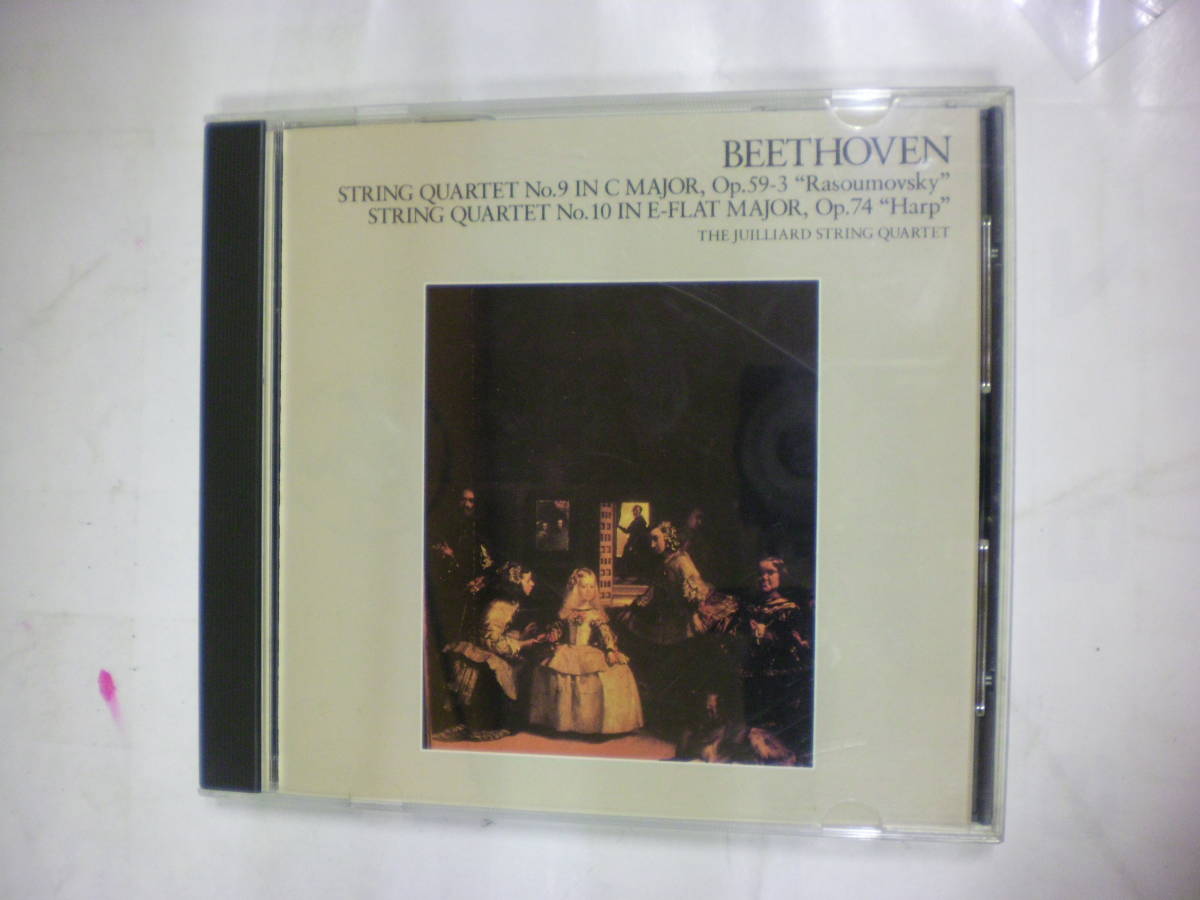 BEETHOVEN
STRING QUARTET No.9 IN C MAJOR, Op.59-3 “Rasoumovsky”
STRING QUARTET No.10 IN E-FLAT MAJOR, Op.74 “Harp”
THE JUILLIARD STRING QUARTET